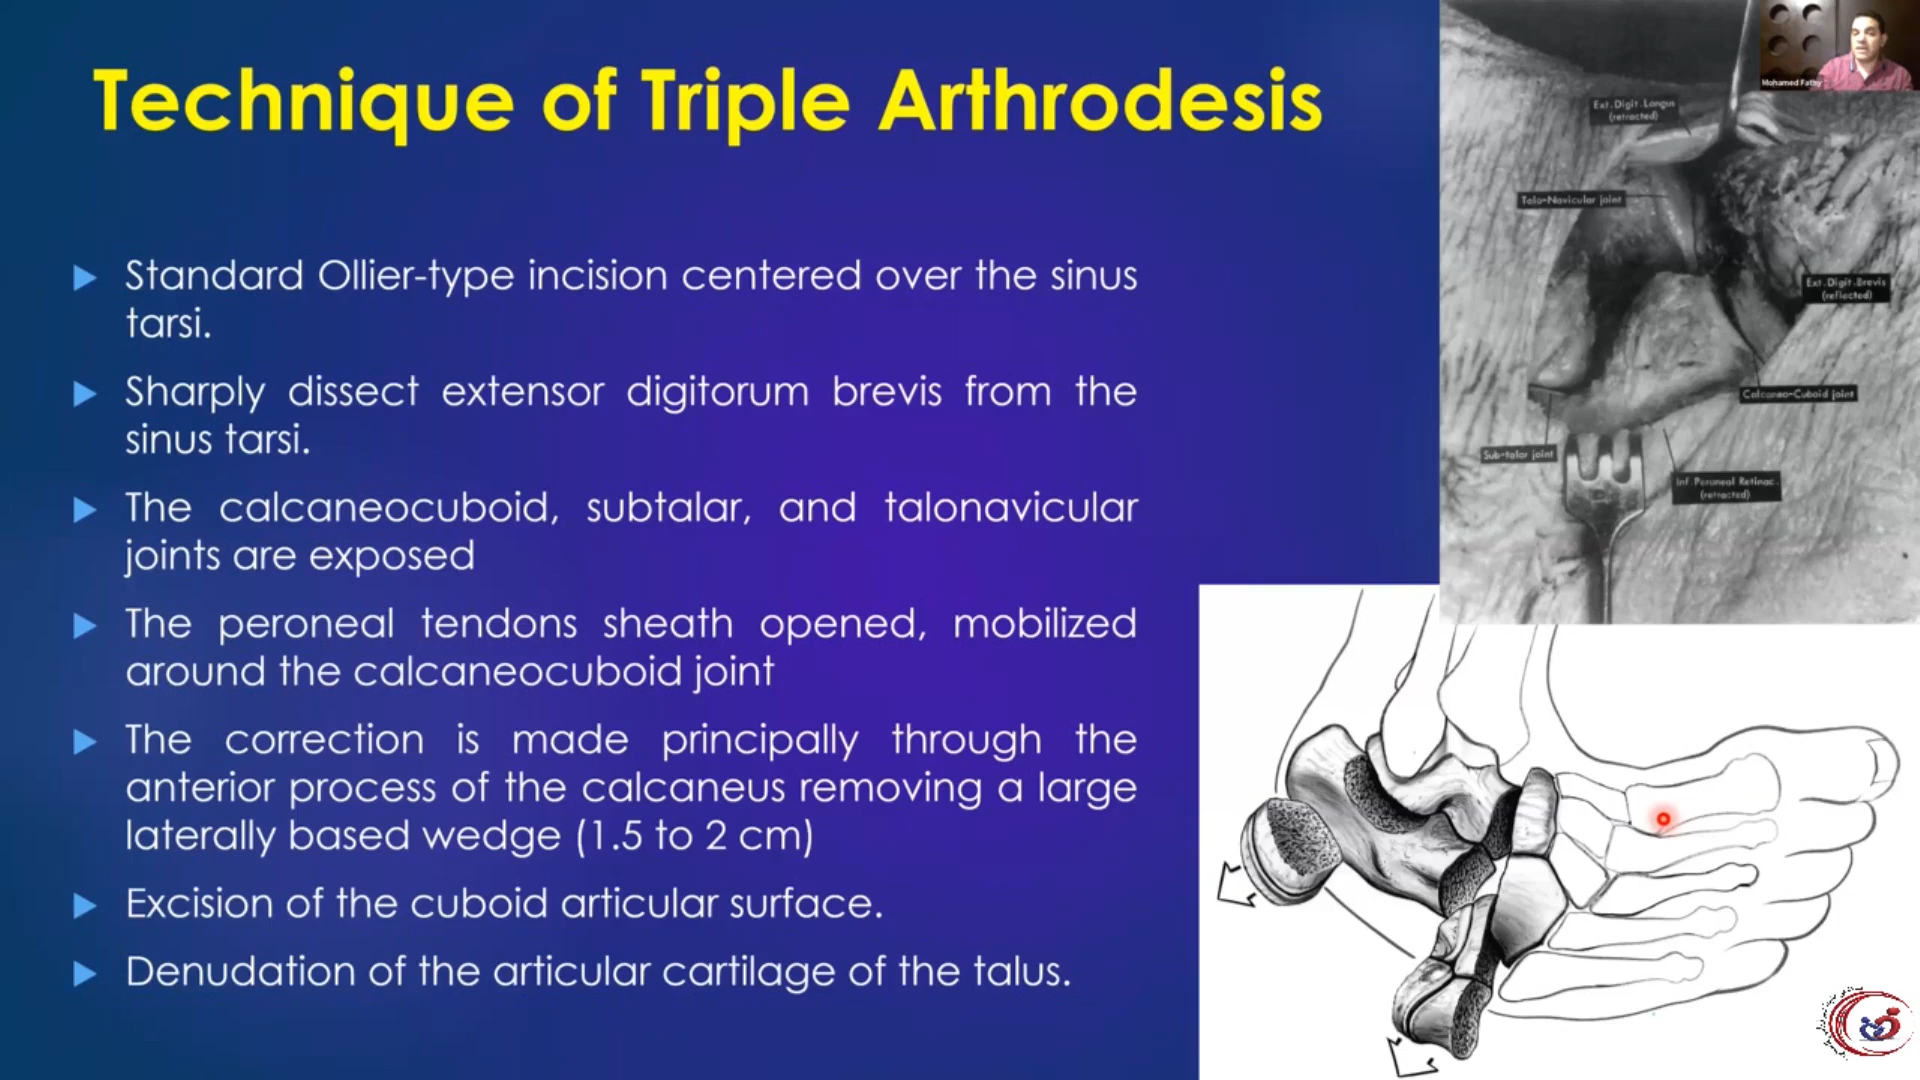 Technique of Triple Arthrodesis
Standard Ollier-type incision centered over the sinus
tarsi.
Sharply dissect extensor digitorum brevis from the
sinus tarsi.
The calcaneocuboid, subtalar, and talonavicular
joints are exposed
The peroneal tendons sheath opened, mobilized
around the calcaneocuboid joint
The correction is made principally through the
anterior process of the calcaneus removing a large
laterally based wedge (1.5 to 2 cm)
Excision of the cuboid articular surface.
Denudation of the articular cartilage of the talus.
Mohamed Fathy
Ext.Digit.Longus
(retracted)
Talo-Navicular joint
Ext.Digit.Brevis
(reflected)
Calcaneo-Cuboid joint
Sub-talar joint
Inf.Peroneal Retinac.
(retracted)